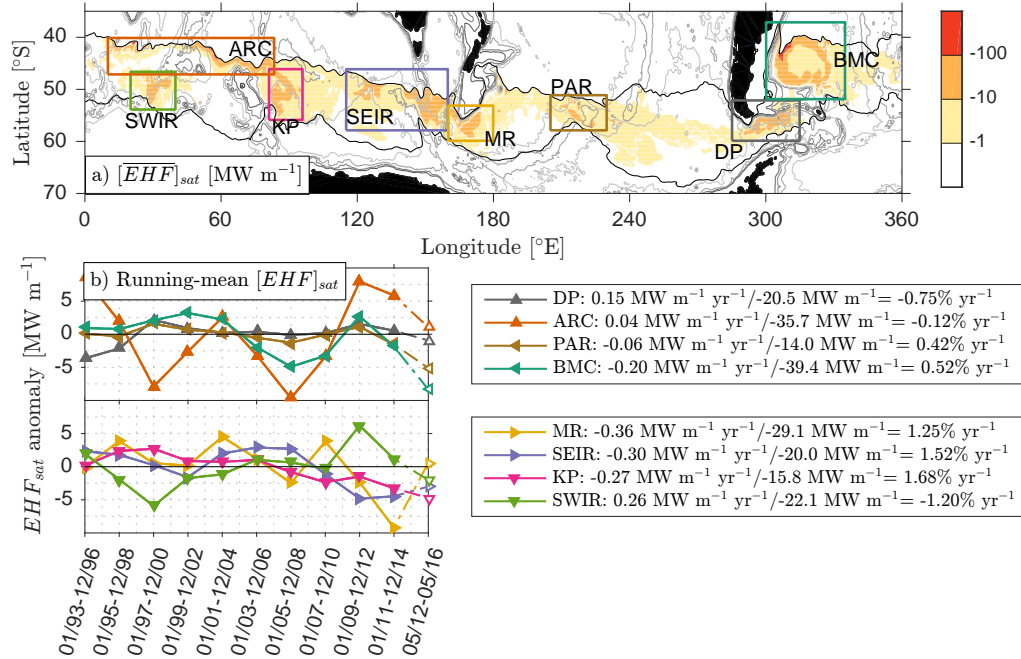 40
50
60
70
Latitude [°S]
ARC
BMC
SWIR
KP
SEIR
MR
PAR
DP
a) [EHF]sat [MW m−1]
0
60
120
180
240
300
360
Longitude [°E]
-100
-10
-1
b) Running-mean [EHF]sat
EHFsat anomaly [MW m−1]
5
0
-5
5
0
-5
01/93-12/96
01/95-12/98
01/97-12/00
01/99-12/02
01/01-12/04
01/03-12/06
01/05-12/08
01/07-12/10
01/09-12/12
01/11-12/14
05/12-05/16
DP: 0.15 MW m−1 yr−1/-20.5 MW m−1= -0.75% yr−1
ARC: 0.04 MW m−1 yr−1/-35.7 MW m−1= -0.12% yr−1
PAR: -0.06 MW m−1 yr−1/-14.0 MW m−1= 0.42% yr−1
BMC: -0.20 MW m−1 yr−1/-39.4 MW m−1= 0.52% yr−1
MR: -0.36 MW m−1 yr−1/-29.1 MW m−1= 1.25% yr−1
SEIR: -0.30 MW m−1 yr−1/-20.0 MW m−1= 1.52% yr−1
KP: -0.27 MW m−1 yr−1/-15.8 MW m−1= 1.68% yr−1
SWIR: 0.26 MW m−1 yr−1/-22.1 MW m−1= -1.20% yr−1